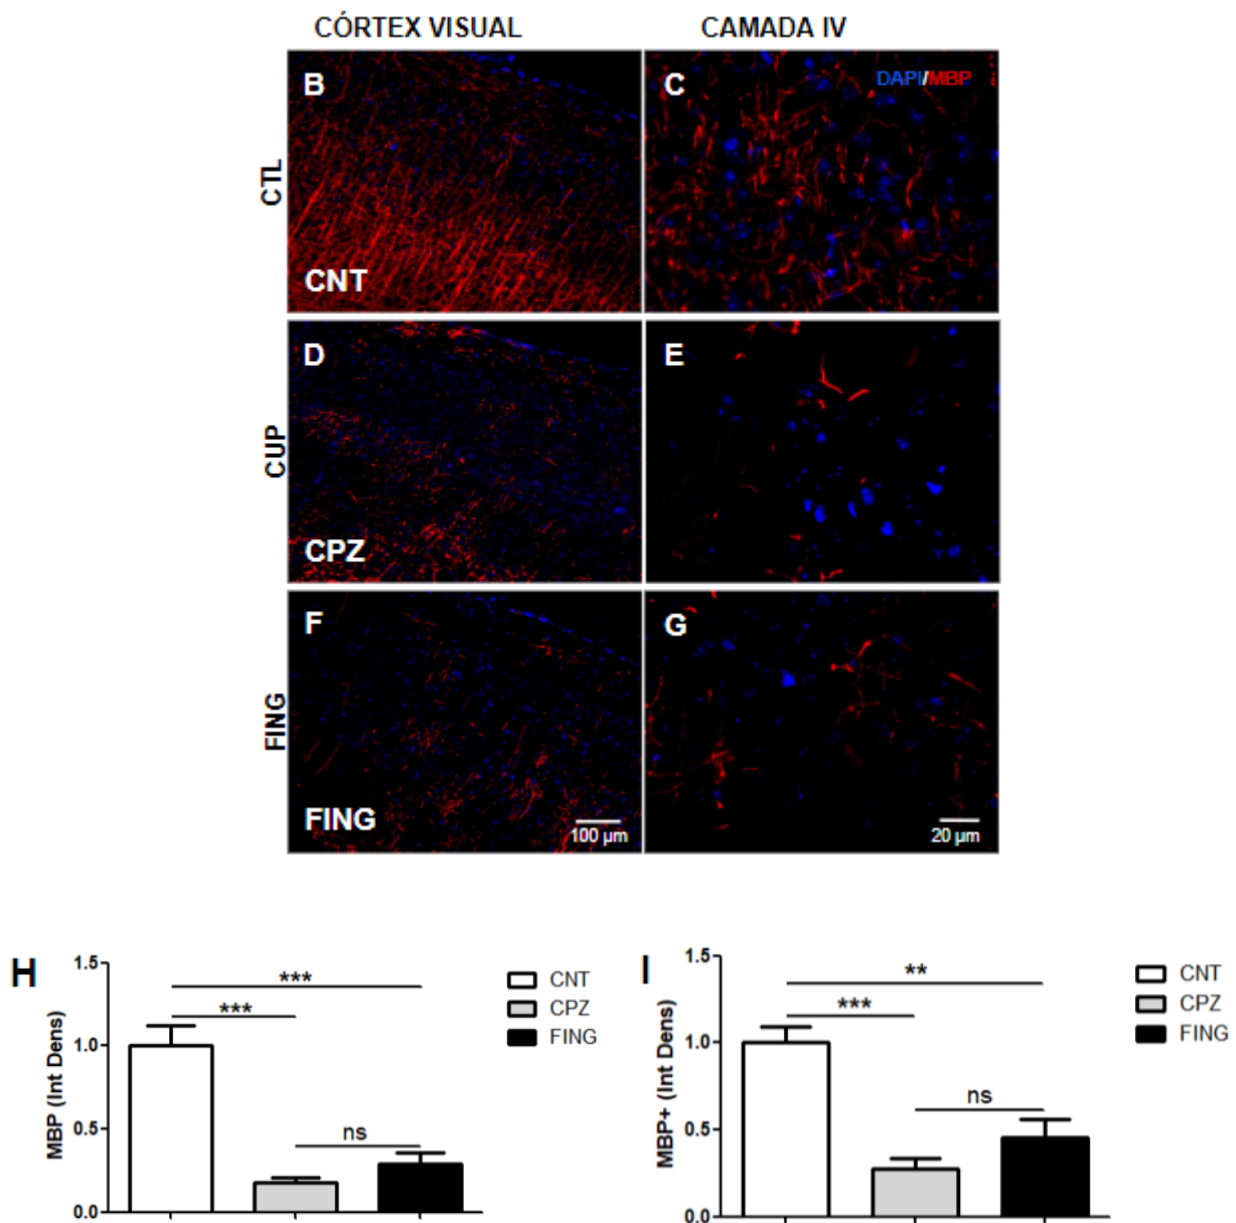 CÓRTEX VISUAL
CAMADA IV
CTL
B
CNT
C
DAPI/MBP
CUP
D
CPZ
E
FING
F
FING
100 µm
G
20 µm
H
MBP (Int Dens)
1.5
1.0
0.5
0.0
***
***
ns
CNT
CPZ
FING
I
MBP+ (Int Dens)
1.5
1.0
0.5
0.0
**
***
ns
CNT
CPZ
FING